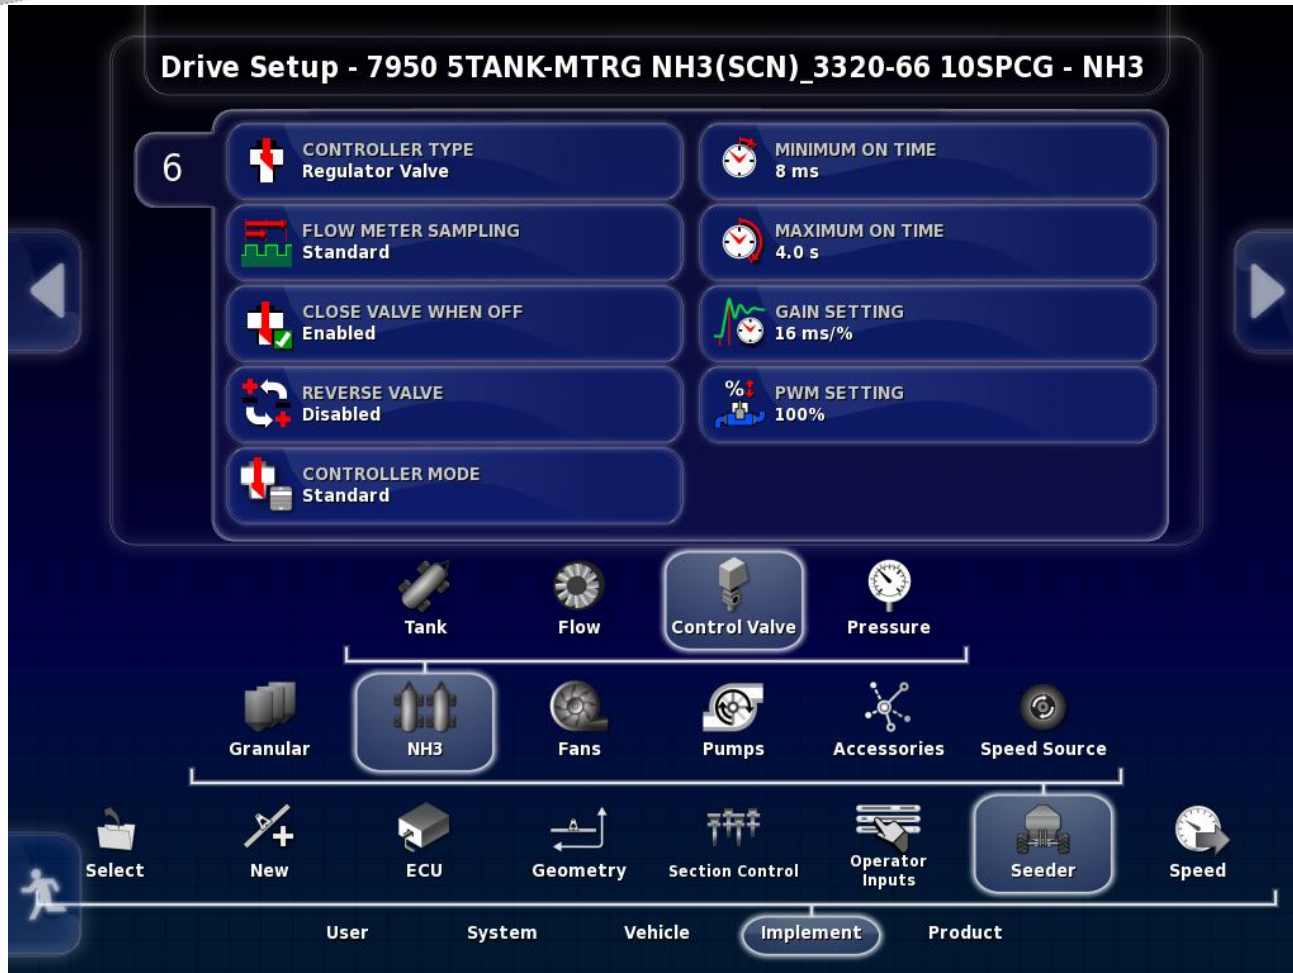 Drive Setup - 7950 5TANK-MTRG NH3(SCN)_3320-66 10SPCG - NH3
6
CONTROLLER TYPE
Regulator Valve
FLOW METER SAMPLING
Standard
CLOSE VALVE WHEN OFF
Enabled
REVERSE VALVE
Disabled
CONTROLLER MODE
Standard
MINIMUM ON TIME
8 ms
MAXIMUM ON TIME
4.0 s
GAIN SETTING
16 ms/%
%
PWM SETTING
100%
Tank
Flow
Control Valve
Pressure
Granular
NH3
Fans
Pumps
Accessories
Speed Source
Select
New
ECU
Geometry
Section Control
Operator
Inputs
Seeder
Speed
User
System
Vehicle
Implement
Product